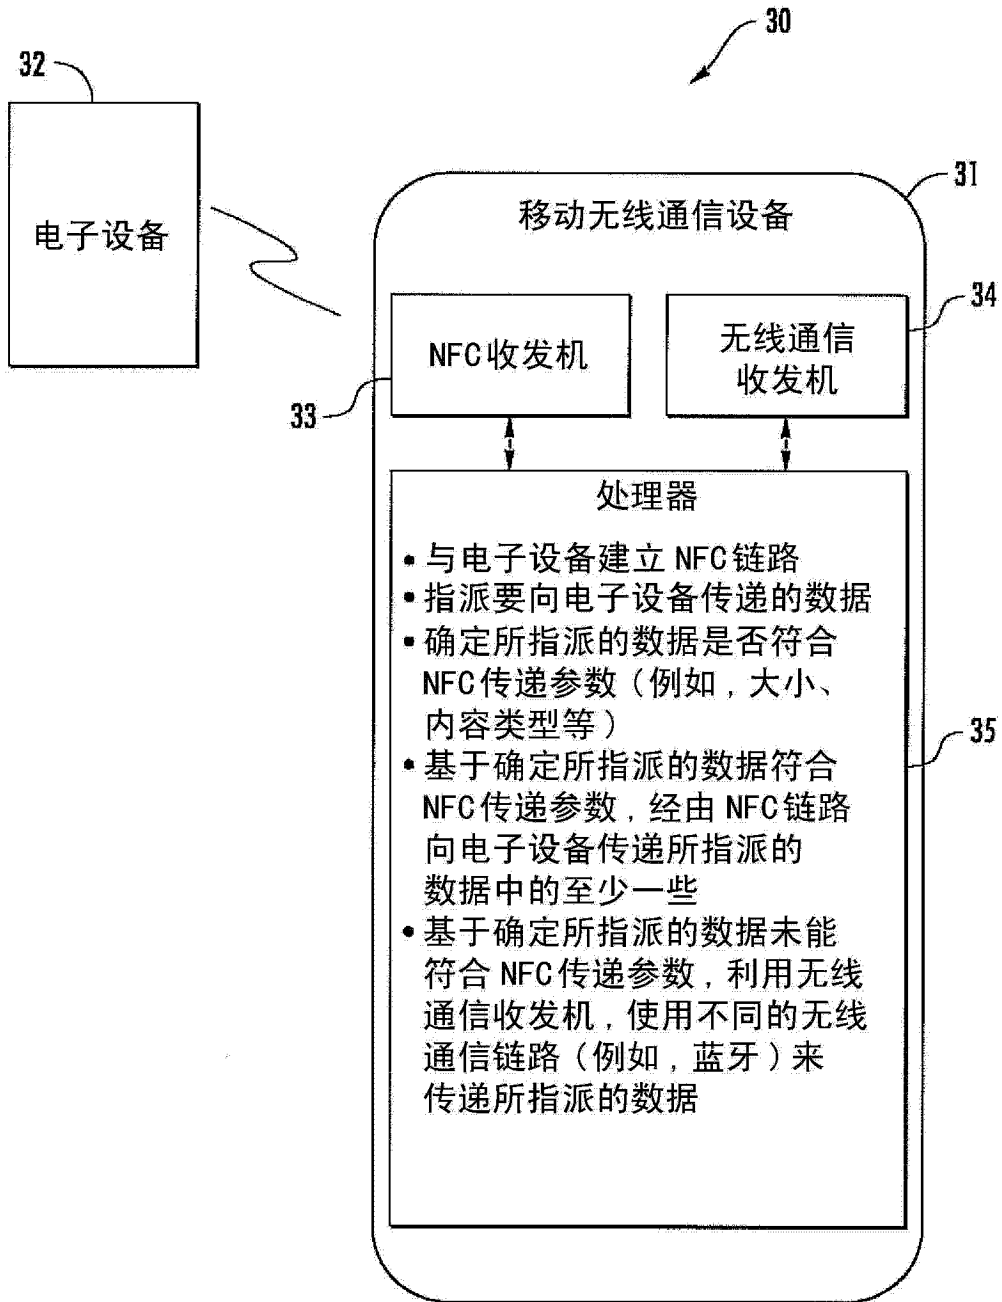 30
32
31
移动无线通信设备
电子设备
34
NFC收发机
无线通信
收发机
33
处理器
•与电子设备建立NFC链路
•指派要向电子设备传递的数据
•确定所指派的数据是否符合
NFC传递参数(例如,大小、
内容类型等)
35
•基于确定所指派的数据符合
NFC传递参数,经由NFC链路
向电子设备传递所指派的
数据中的至少一些
•基于确定所指派的数据未能
符合NFC传递参数,利用无线
通信收发机,使用不同的无线
通信链路(例如,蓝牙)来
传递所指派的数据